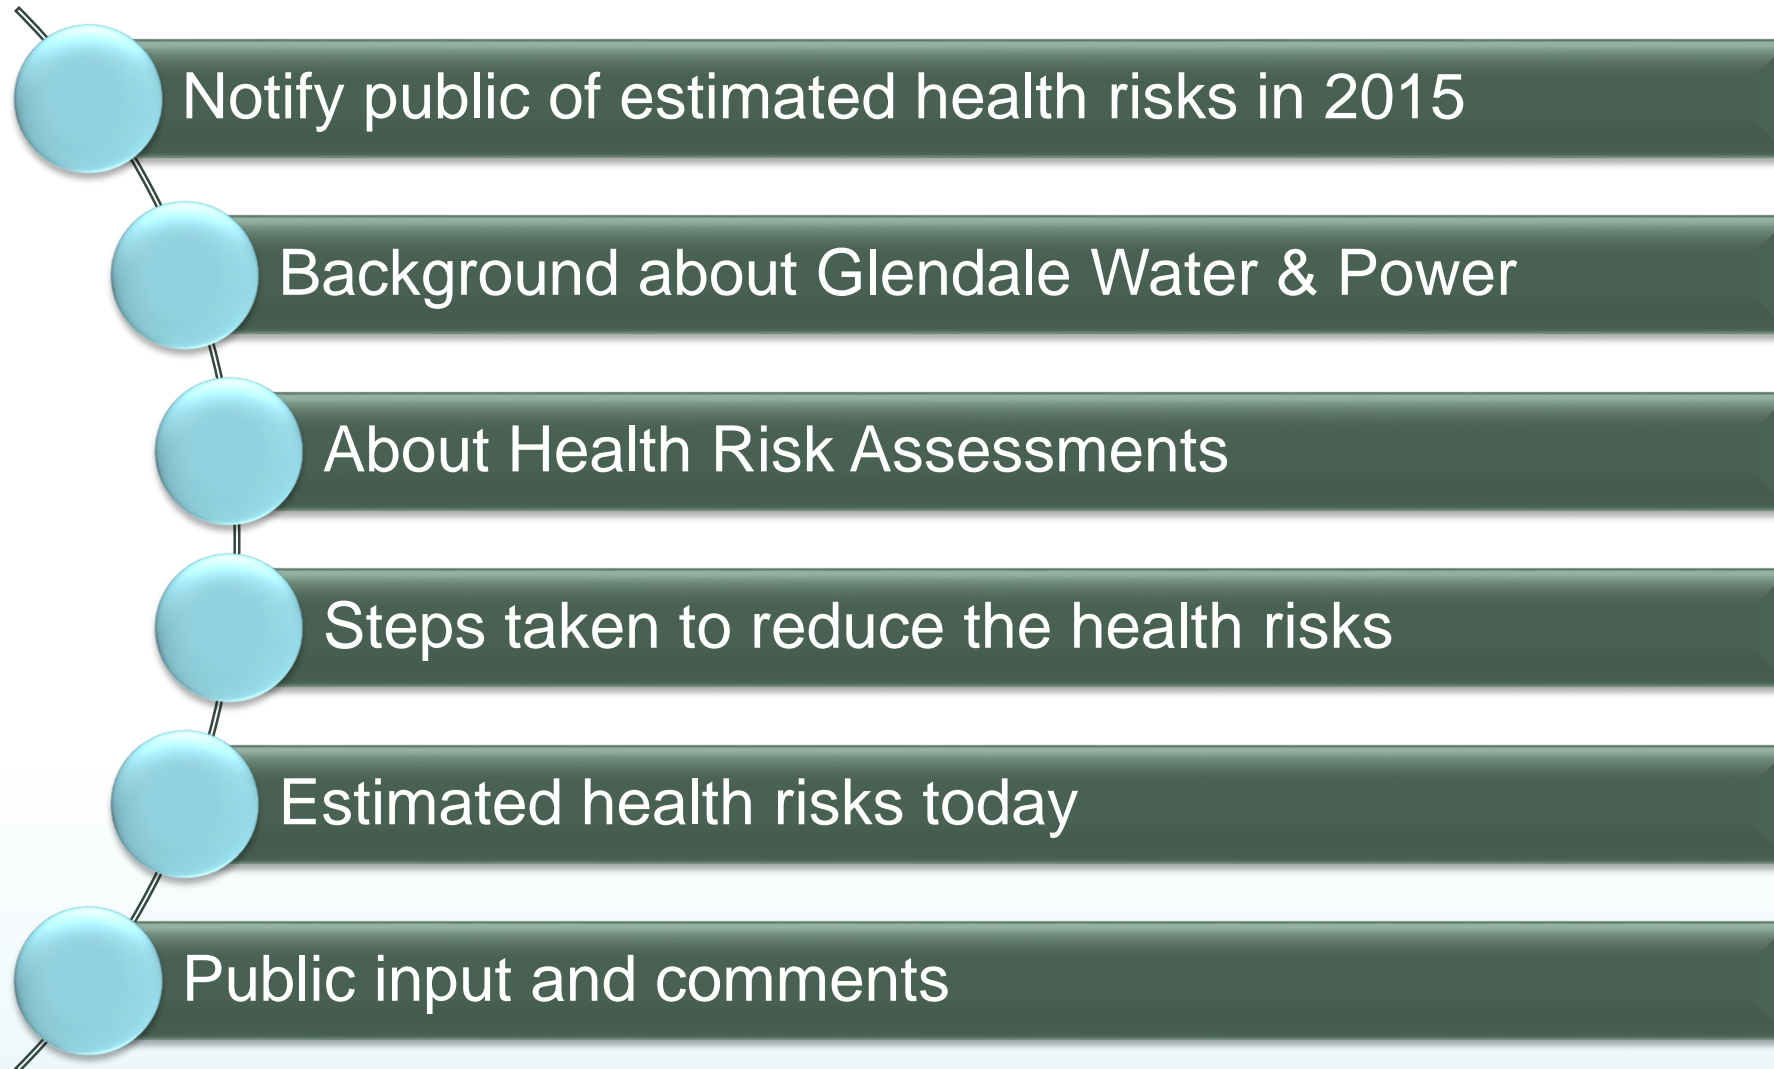 Notify public of estimated health risks in 2015
Background about Glendale Water & Power
About Health Risk Assessments
Steps taken to reduce the health risks
Estimated health risks today
Public input and comments